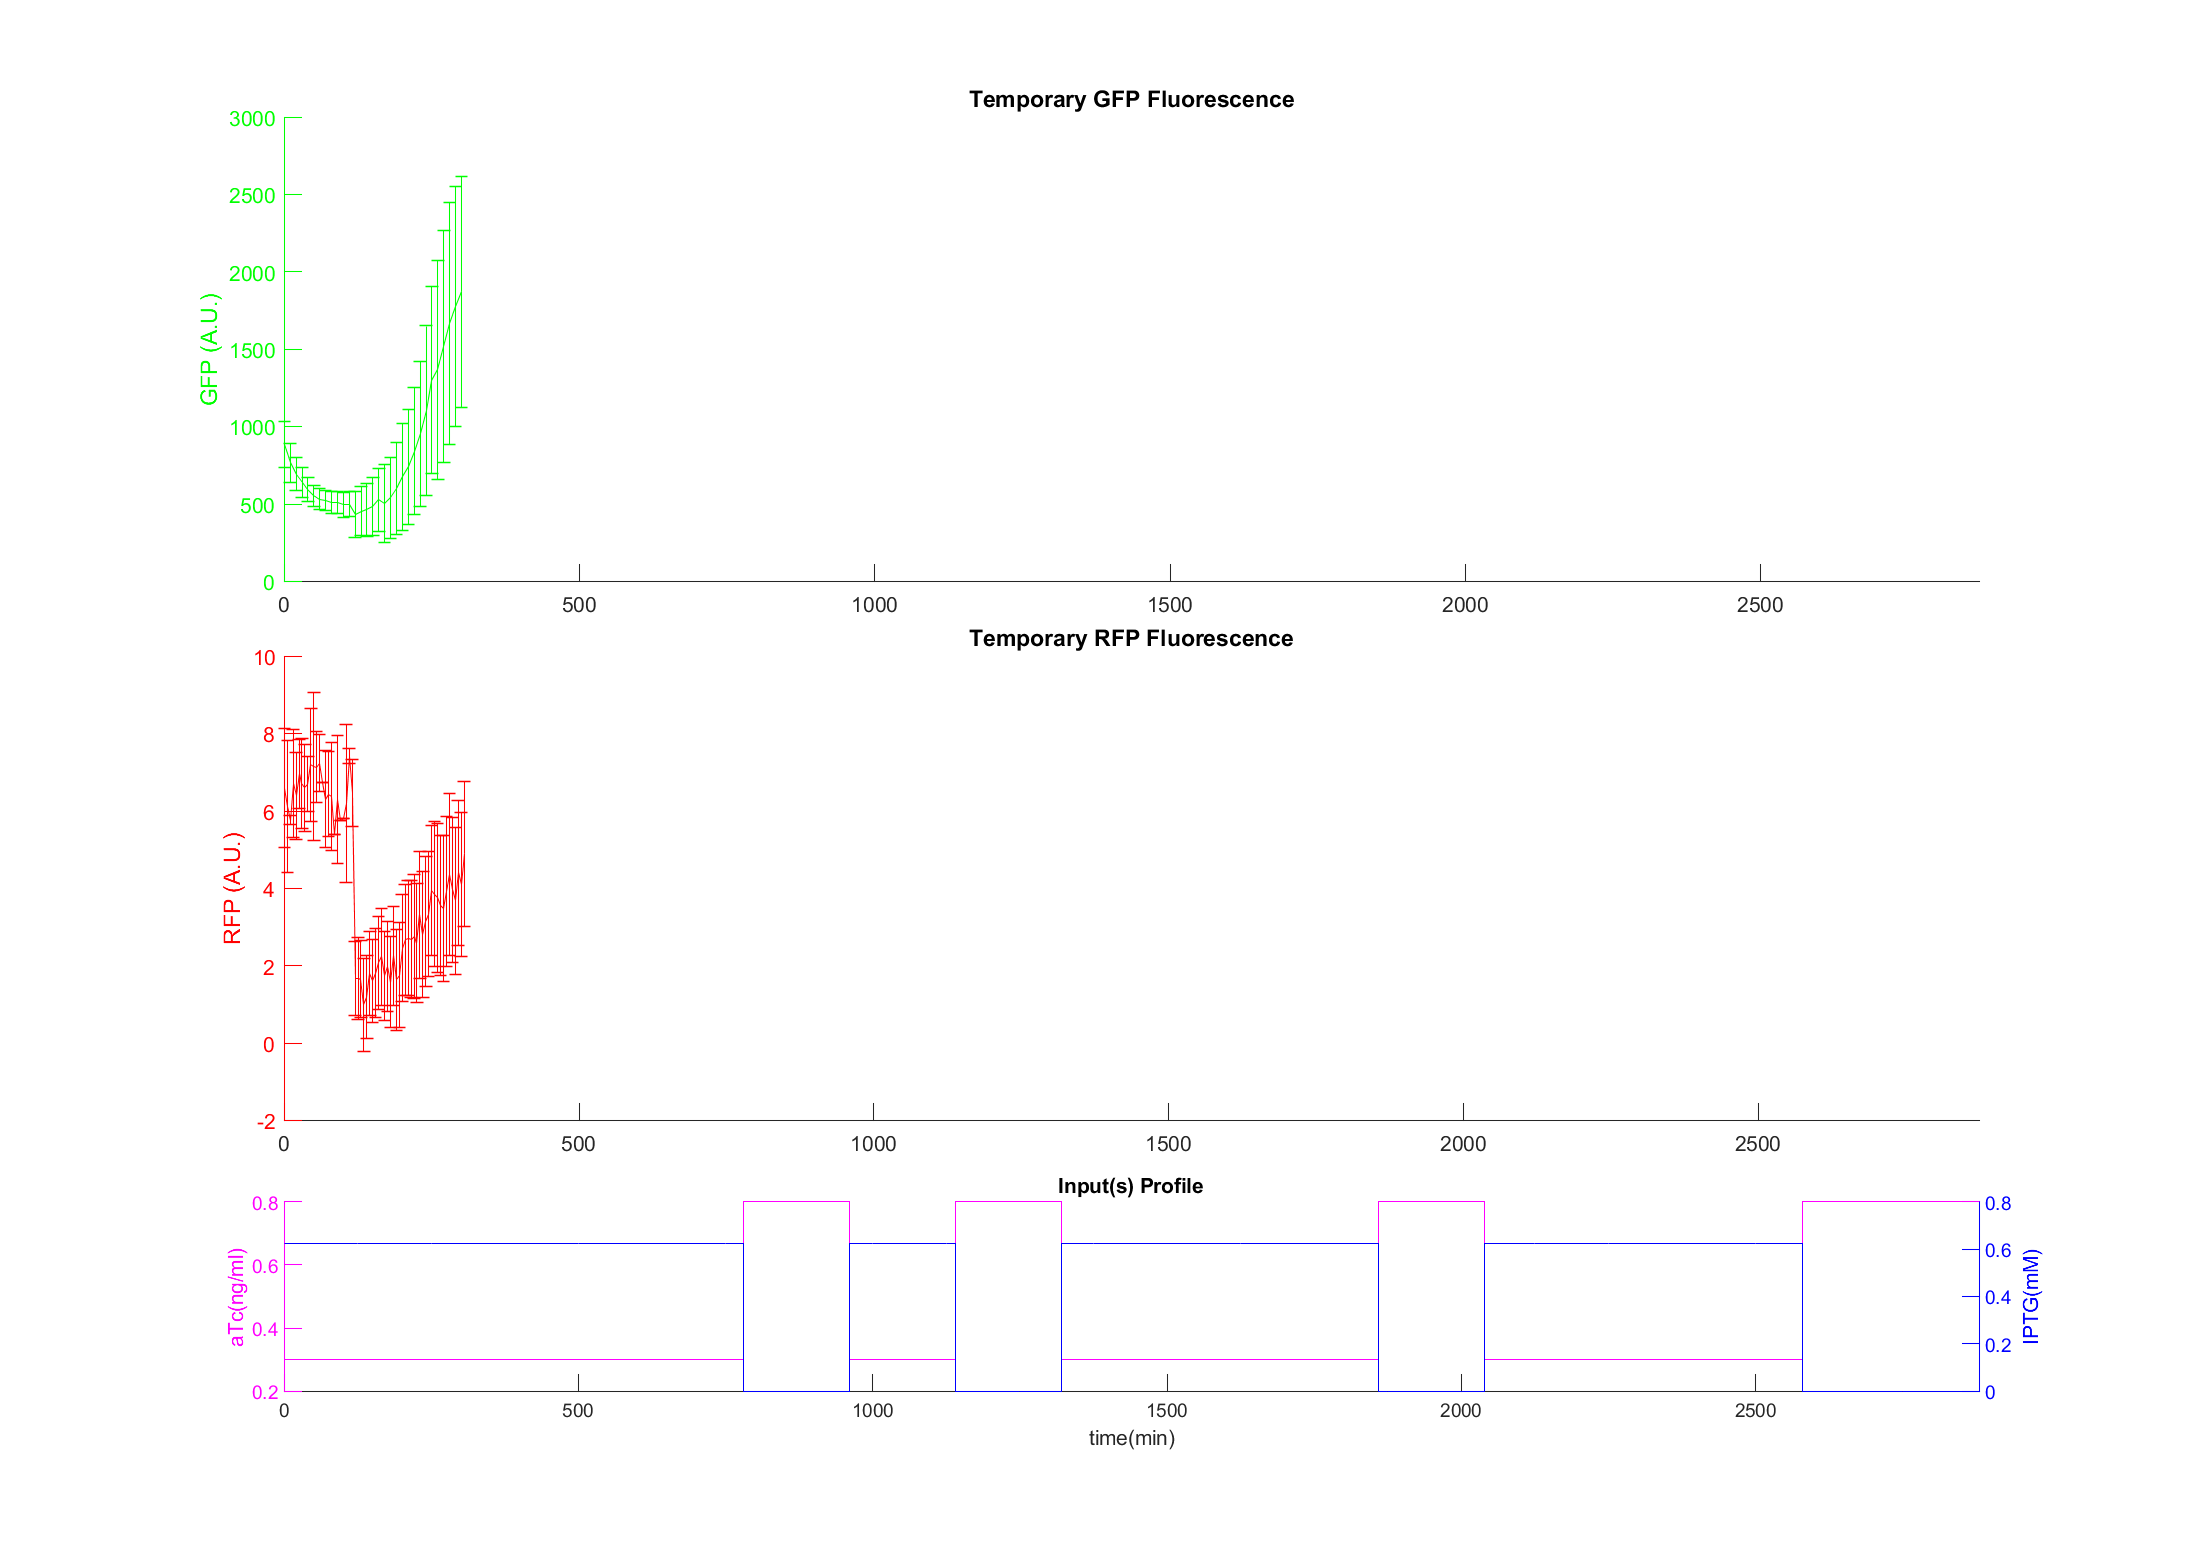 Temporary GFP Fluorescence
3000
2500
2000
1500
1000
500
0
GFP (A.U.)
0 500 1000 1500 2000 2500
Temporary RFP Fluorescence
10
8
6
4
2
0
-2
RFP (A.U.)
0 500 1000 1500 2000 2500
Input(s) Profile
0.8
0.6
0.4
0.2
aTc(ng/ml)
0.8
0.6
0.4
0.2
0
IPTG(mM)
0 500 1000 1500 2000 2500
time(min)